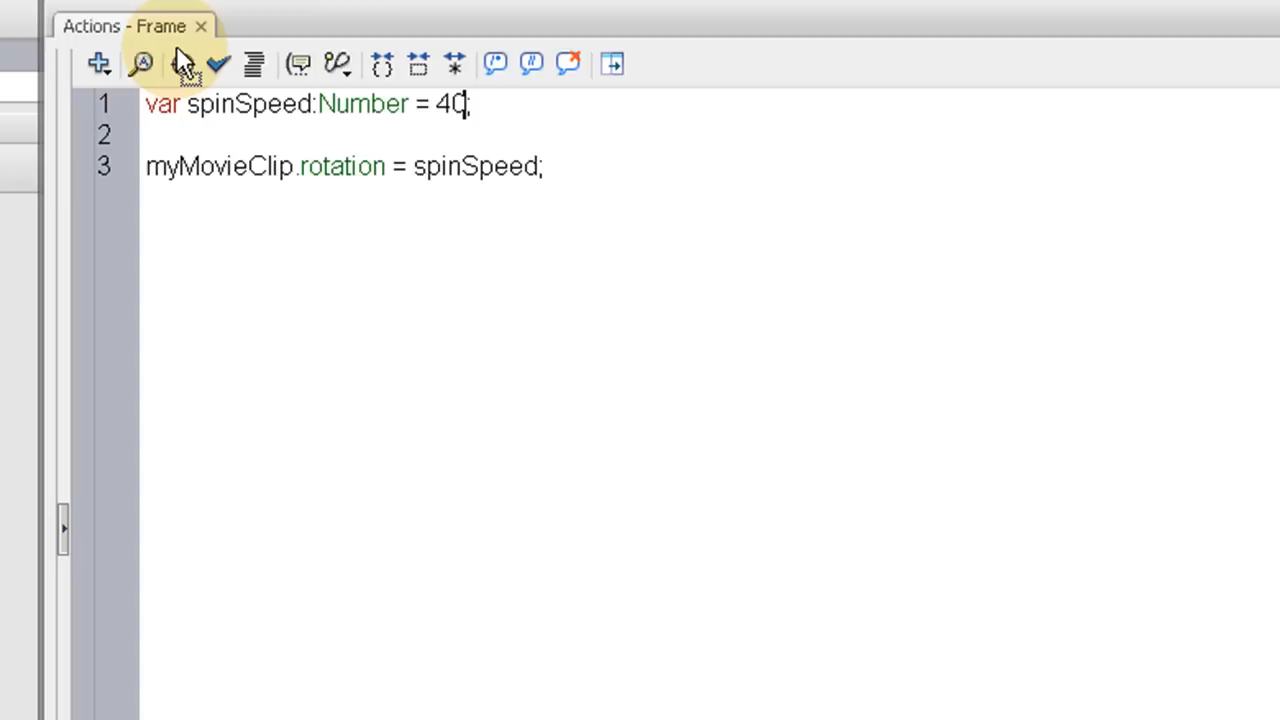 Actions - Frame
1 var spinSpeed:Number = 40;
2
3 myMovieClip.rotation = spinSpeed;